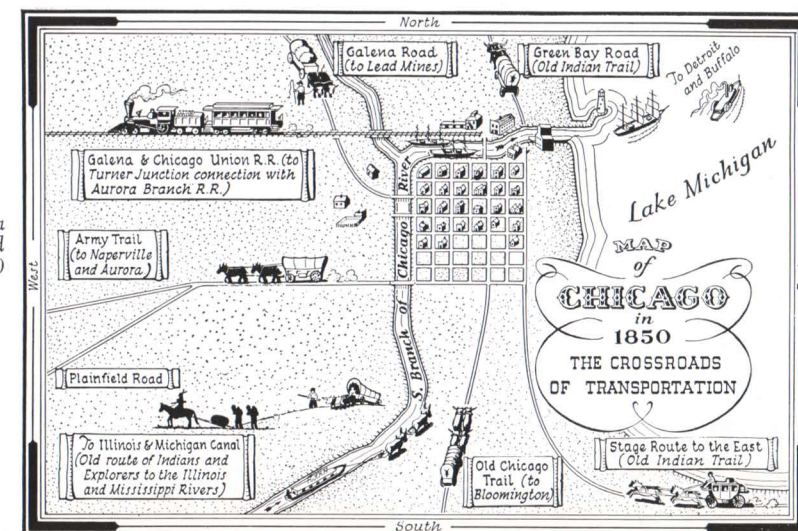 North
Galena Road
(to Lead Mines)
Green Bay Road
(Old Indian Trail)
To Detroit
and Buffalo
Galena & Chicago Union R.R. (to
Turner Junction connection with
Aurora Branch R.R.)
Lake Michigan
Army Trail
(to Naperville
and Aurora)
West
S. Branch of Chicago River
MAP
of
CHICAGO
in
1850
THE CROSSROADS
OF TRANSPORTATION
Plainfield Road
To Illinois & Michigan Canal
(Old route of Indians and
Explorers to the Illinois
and Mississippi Rivers)
Old Chicago
Trail (to
Bloomington)
Stage Route to the East
(Old Indian Trail)
South